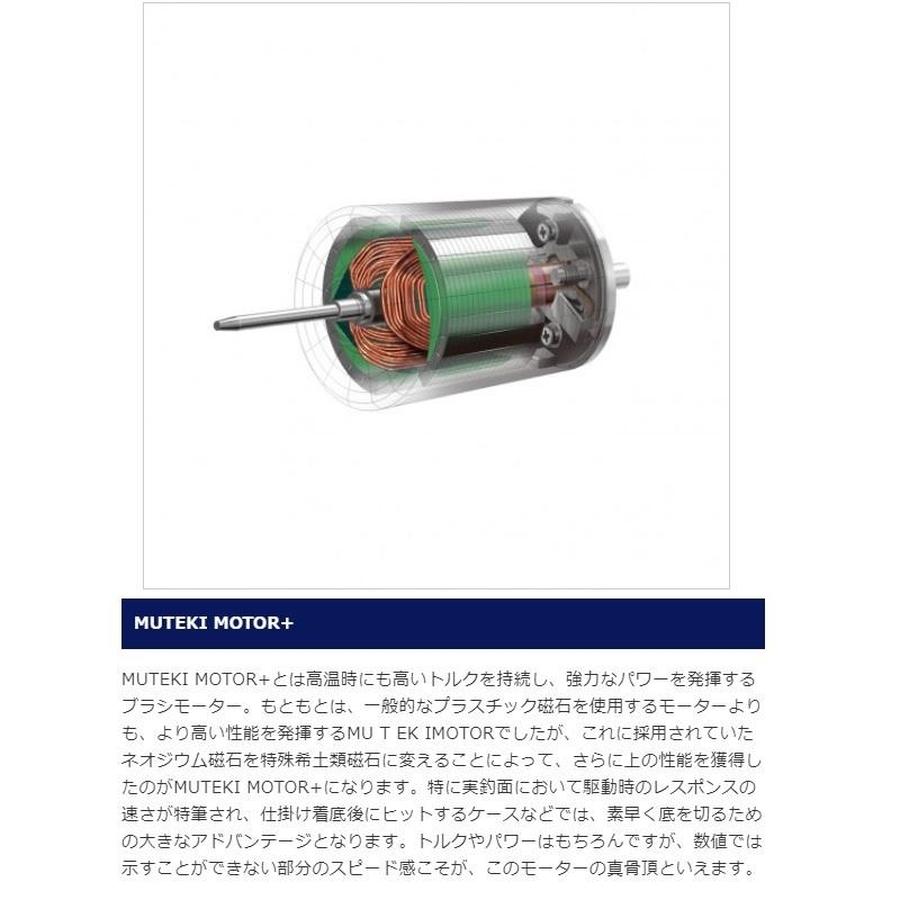 MUTEKI MOTOR+
MUTEKI MOTOR+とは高温時にも高いトルクを持続し、強力なパワーを発揮する
ブラシモーター。もともとは、一般的なプラスチック磁石を使用するモーターより
も、より高い性能を発揮するMU T EK IMOTORでしたが、これに採用されていた
ネオジウム磁石を特殊希土類磁石に変えることによって、さらに上の性能を獲得し
たのがMUTEKI MOTOR+になります。特に実釣面において駆動時のレスポンスの
速さが特筆され、仕掛け着底後にヒットするケースなどでは、素早く底を切るため
の大きなアドバンテージとなります。トルクやパワーはもちろんですが、数値では
示すことができない部分のスピード感こそが、このモーターの真骨頂といえます。